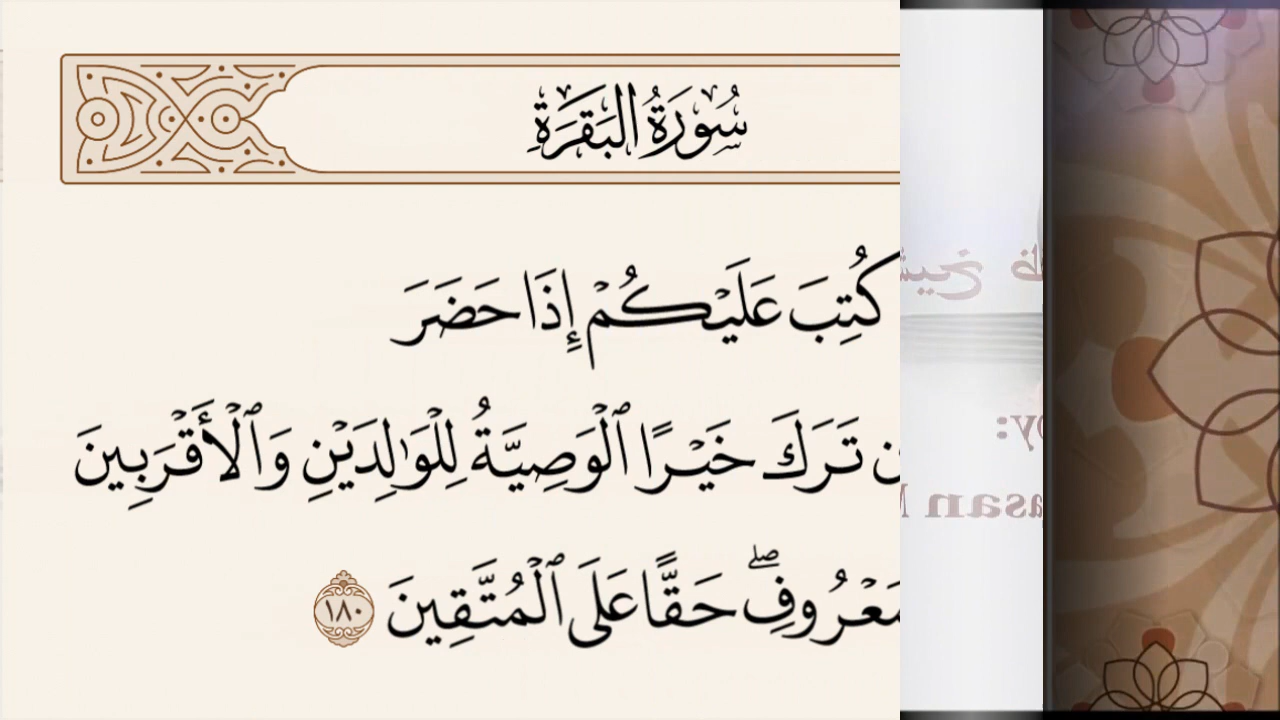 سُورَةُ البَقَرَةِ
كُتِبَ عَلَيْكُمْ إِذَا حَضَرَ
تَرَكَ خَيْرًا ٱلْوَصِيَّةُ لِلْوَٰلِدَيْنِ وَٱلْأَقْرَبِينَ
حَقًّا عَلَى ٱلْمُتَّقِينَ ١٨٠